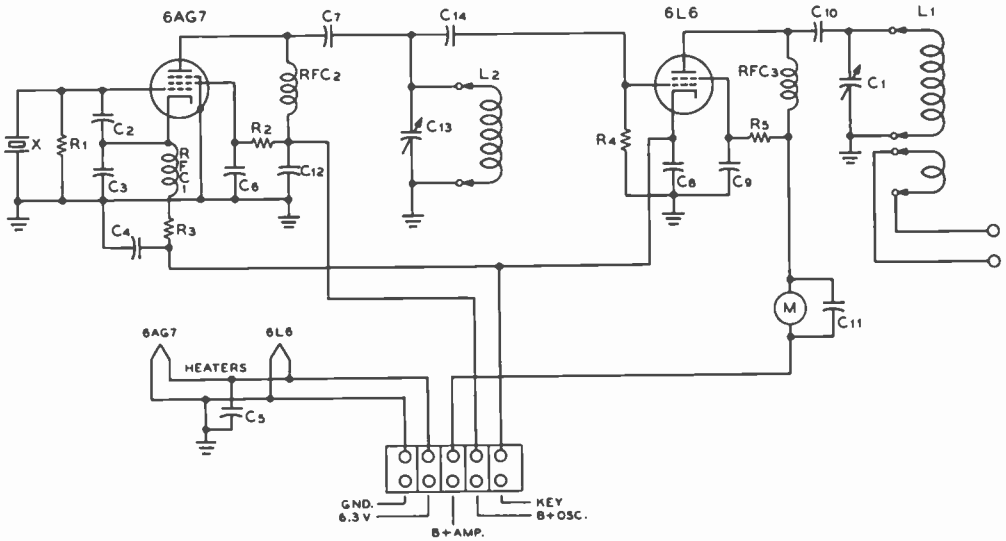 6AG7
C7
C14
6L6
C10
L1
RFC2
L2
RFC3
C1
X
R1
C2
R2
C13
R4
R5
C3
RFC1
C6
C12
C8
C9
C4
R3
M
C11
6AG7
6L6
HEATERS
C5
GND.
6.3 V
B+AMP.
KEY
B+OSC.